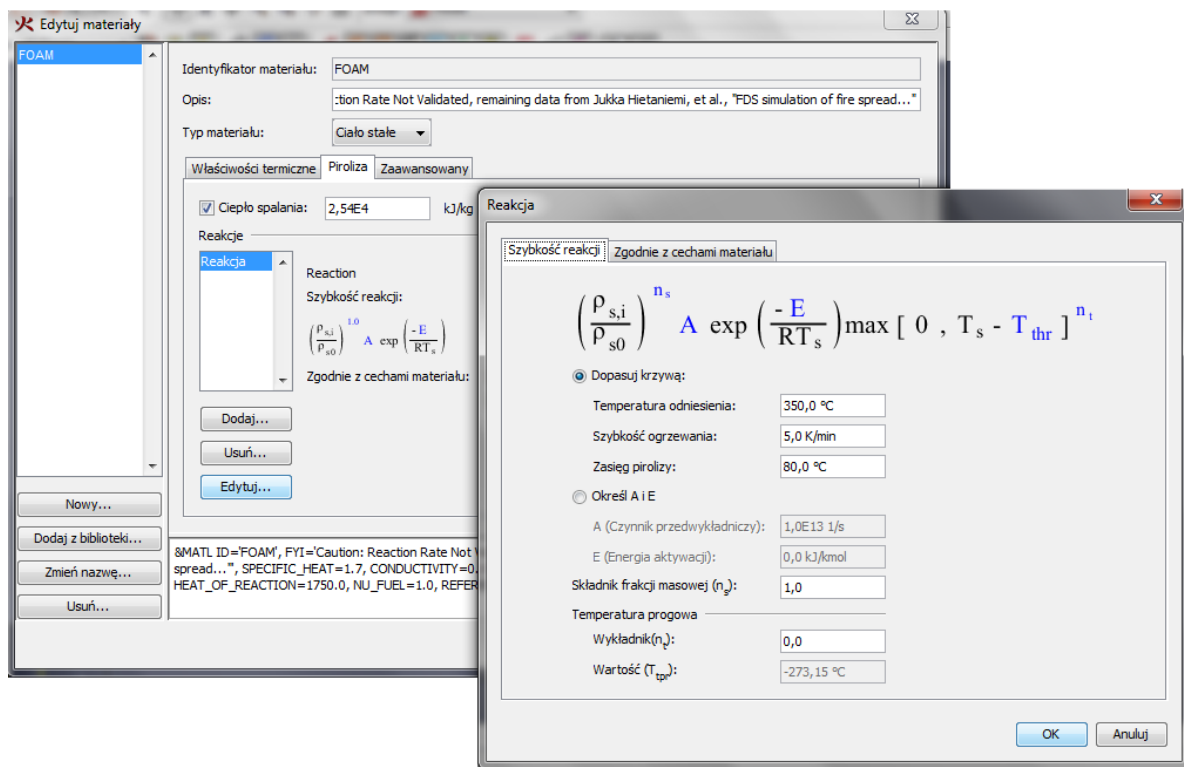 Edytuj materiały
FOAM
Identyfikator materiału: FOAM
Opis: :tion Rate Not Validated, remaining data from Jukka Hietaniemi, et al., "FDS simulation of fire spread..."
Typ materiału: Ciało stałe
Właściwości termiczne Piroliza Zaawansowany
Ciepło spalania: 2,54E4 kJ/kg
Reakcje
Reakcja
Reaction
Szybkość reakcji:
(ρs,i/ρs0)^1.0 A exp(-E/RTs)
Zgodnie z cechami materiału:
Dodaj...
Usuń...
Edytuj...
Nowy...
Dodaj z biblioteki...
Zmień nazwę...
Usuń...
&MATL ID='FOAM', FYI='Caution: Reaction Rate Not
spread...'", SPECIFIC_HEAT=1.7, CONDUCTIVITY=0.
HEAT_OF_REACTION=1750.0, NU_FUEL=1.0, REFER
Reakcja
Szybkość reakcji Zgodnie z cechami materiału
(ρs,i/ρs0)^ns A exp(-E/RTs) max [ 0 , Ts - Tthr ]^nt
Dopasuj krzywą:
Temperatura odniesienia: 350,0 °C
Szybkość ogrzewania: 5,0 K/min
Zasięg pirolizy: 80,0 °C
Określ A i E
A (Czynnik przedwykładniczy): 1,0E13 1/s
E (Energia aktywacji): 0,0 kJ/kmol
Składnik frakcji masowej (ns): 1,0
Temperatura progowa
Wykładnik(nt): 0,0
Wartość (Ttpr): -273,15 °C
OK Anuluj